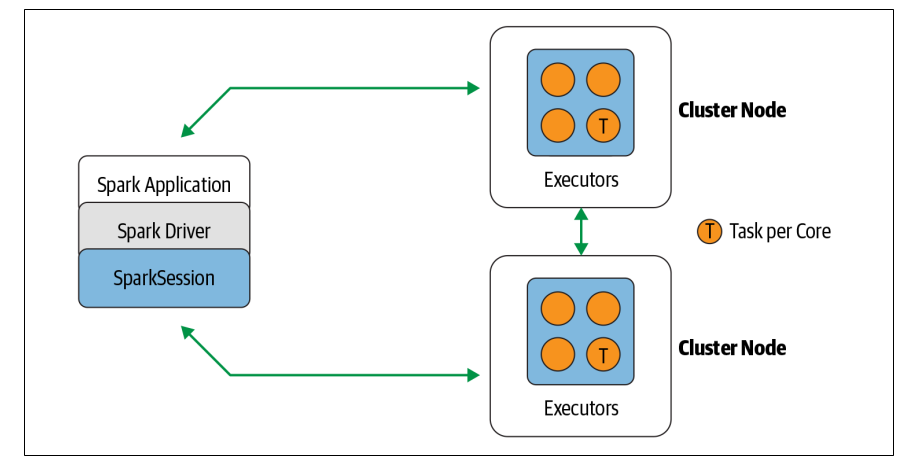 Spark Application
Spark Driver
SparkSession
T
Executors
Cluster Node
T
Task per Core
T
Executors
Cluster Node